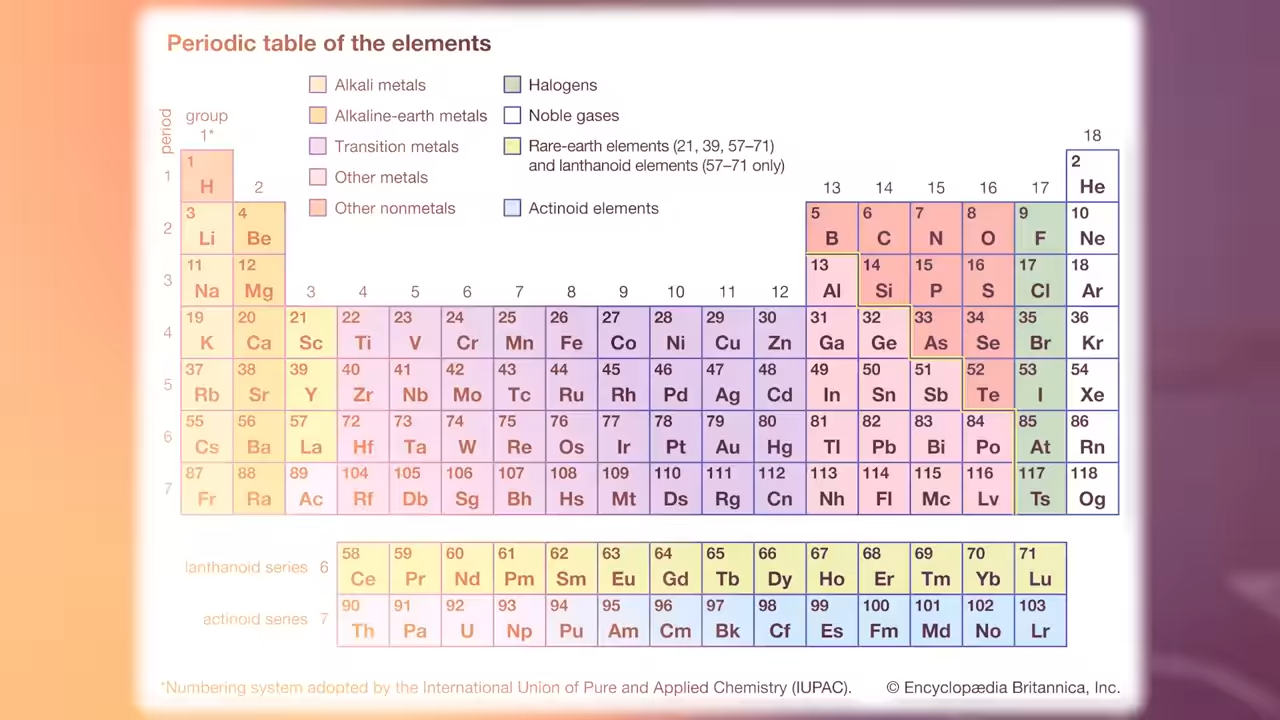 Periodic table of the elements
Alkali metals
Halogens
Alkaline-earth metals
Noble gases
Transition metals
Rare-earth elements (21, 39, 57–71)
and lanthanoid elements (57–71 only)
Other metals
Other nonmetals
Actinoid elements
period
group
1* 18
1 2
1 H He
2 13 14 15 16 17
3 4 5 6 7 8 9 10
2 Li Be B C N O F Ne
11 12 13 14 15 16 17 18
3 Na Mg Al Si P S Cl Ar
3 4 5 6 7 8 9 10 11 12
19 20 21 22 23 24 25 26 27 28 29 30 31 32 33 34 35 36
4 K Ca Sc Ti V Cr Mn Fe Co Ni Cu Zn Ga Ge As Se Br Kr
37 38 39 40 41 42 43 44 45 46 47 48 49 50 51 52 53 54
5 Rb Sr Y Zr Nb Mo Tc Ru Rh Pd Ag Cd In Sn Sb Te I Xe
55 56 57 72 73 74 75 76 77 78 79 80 81 82 83 84 85 86
6 Cs Ba La Hf Ta W Re Os Ir Pt Au Hg Tl Pb Bi Po At Rn
87 88 89 104 105 106 107 108 109 110 111 112 113 114 115 116 117 118
7 Fr Ra Ac Rf Db Sg Bh Hs Mt Ds Rg Cn Nh Fl Mc Lv Ts Og
58 59 60 61 62 63 64 65 66 67 68 69 70 71
lanthanoid series 6 Ce Pr Nd Pm Sm Eu Gd Tb Dy Ho Er Tm Yb Lu
90 91 92 93 94 95 96 97 98 99 100 101 102 103
actinoid series 7 Th Pa U Np Pu Am Cm Bk Cf Es Fm Md No Lr
*Numbering system adopted by the International Union of Pure and Applied Chemistry (IUPAC). © Encyclopædia Britannica, Inc.